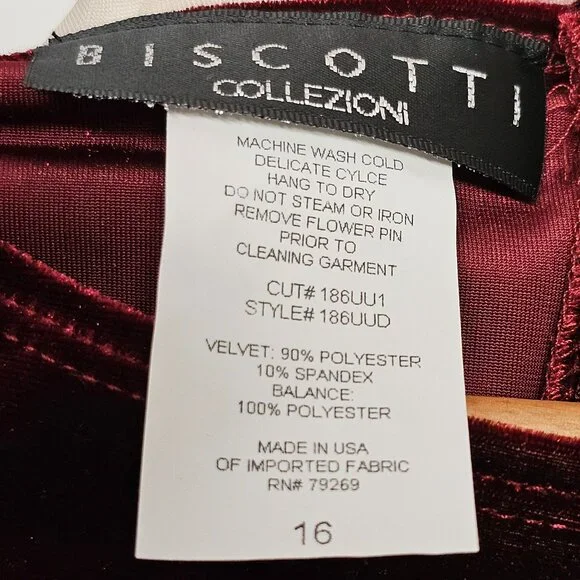 BISCOTTI
COLLEZIONI
MACHINE WASH COLD
DELICATE CYLCE
HANG TO DRY
DO NOT STEAM OR IRON
REMOVE FLOWER PIN
PRIOR TO
CLEANING GARMENT
CUT# 186UU1
STYLE# 186UUD
VELVET: 90% POLYESTER
10% SPANDEX
BALANCE:
100% POLYESTER
MADE IN USA
OF IMPORTED FABRIC
RN# 79269
16